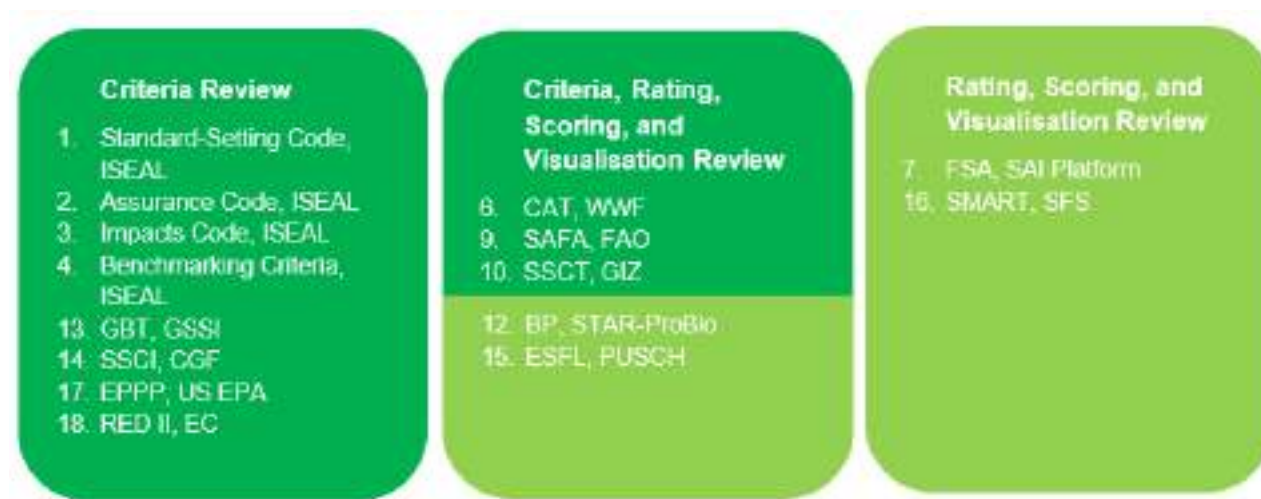 Criteria Review
1. Standard-Setting Code,
ISEAL
2. Assurance Code, ISEAL
3. Impacts Code, ISEAL
4. Benchmarking Criteria,
ISEAL
13. GBT, GSSI
14. SSCI, CGF
17. EPPP, US EPA
18. RED II, EC
Criteria, Rating,
Scoring, and
Visualisation Review
6. CAT, WWF
9. SAFA, FAO
10. SSCT, GIZ
12. BP, STAR-ProBio
15. ESFL, PUSCH
Rating, Scoring, and
Visualisation Review
7. FSA, SAI Platform
16. SMART, SFS